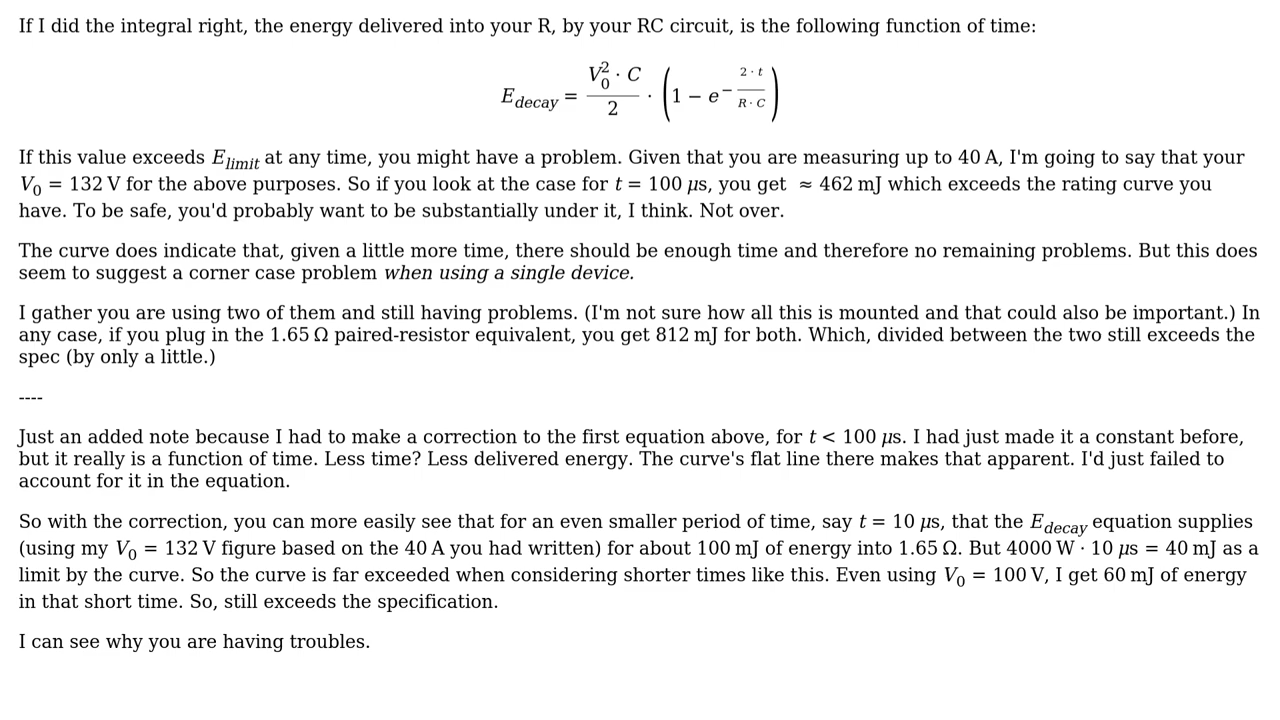 If I did the integral right, the energy delivered into your R, by your RC circuit, is the following function of time:
E_decay = V_0^2 · C / 2 · (1 − e^(− 2 · t / R · C))
If this value exceeds E_limit at any time, you might have a problem. Given that you are measuring up to 40 A, I'm going to say that your
V_0 = 132 V for the above purposes. So if you look at the case for t = 100 μs, you get ≈ 462 mJ which exceeds the rating curve you
have. To be safe, you'd probably want to be substantially under it, I think. Not over.
The curve does indicate that, given a little more time, there should be enough time and therefore no remaining problems. But this does
seem to suggest a corner case problem when using a single device.
I gather you are using two of them and still having problems. (I'm not sure how all this is mounted and that could also be important.) In
any case, if you plug in the 1.65 Ω paired-resistor equivalent, you get 812 mJ for both. Which, divided between the two still exceeds the
spec (by only a little.)
----
Just an added note because I had to make a correction to the first equation above, for t < 100 μs. I had just made it a constant before,
but it really is a function of time. Less time? Less delivered energy. The curve's flat line there makes that apparent. I'd just failed to
account for it in the equation.
So with the correction, you can more easily see that for an even smaller period of time, say t = 10 μs, that the E_decay equation supplies
(using my V_0 = 132 V figure based on the 40 A you had written) for about 100 mJ of energy into 1.65 Ω. But 4000 W · 10 μs = 40 mJ as a
limit by the curve. So the curve is far exceeded when considering shorter times like this. Even using V_0 = 100 V, I get 60 mJ of energy
in that short time. So, still exceeds the specification.
I can see why you are having troubles.